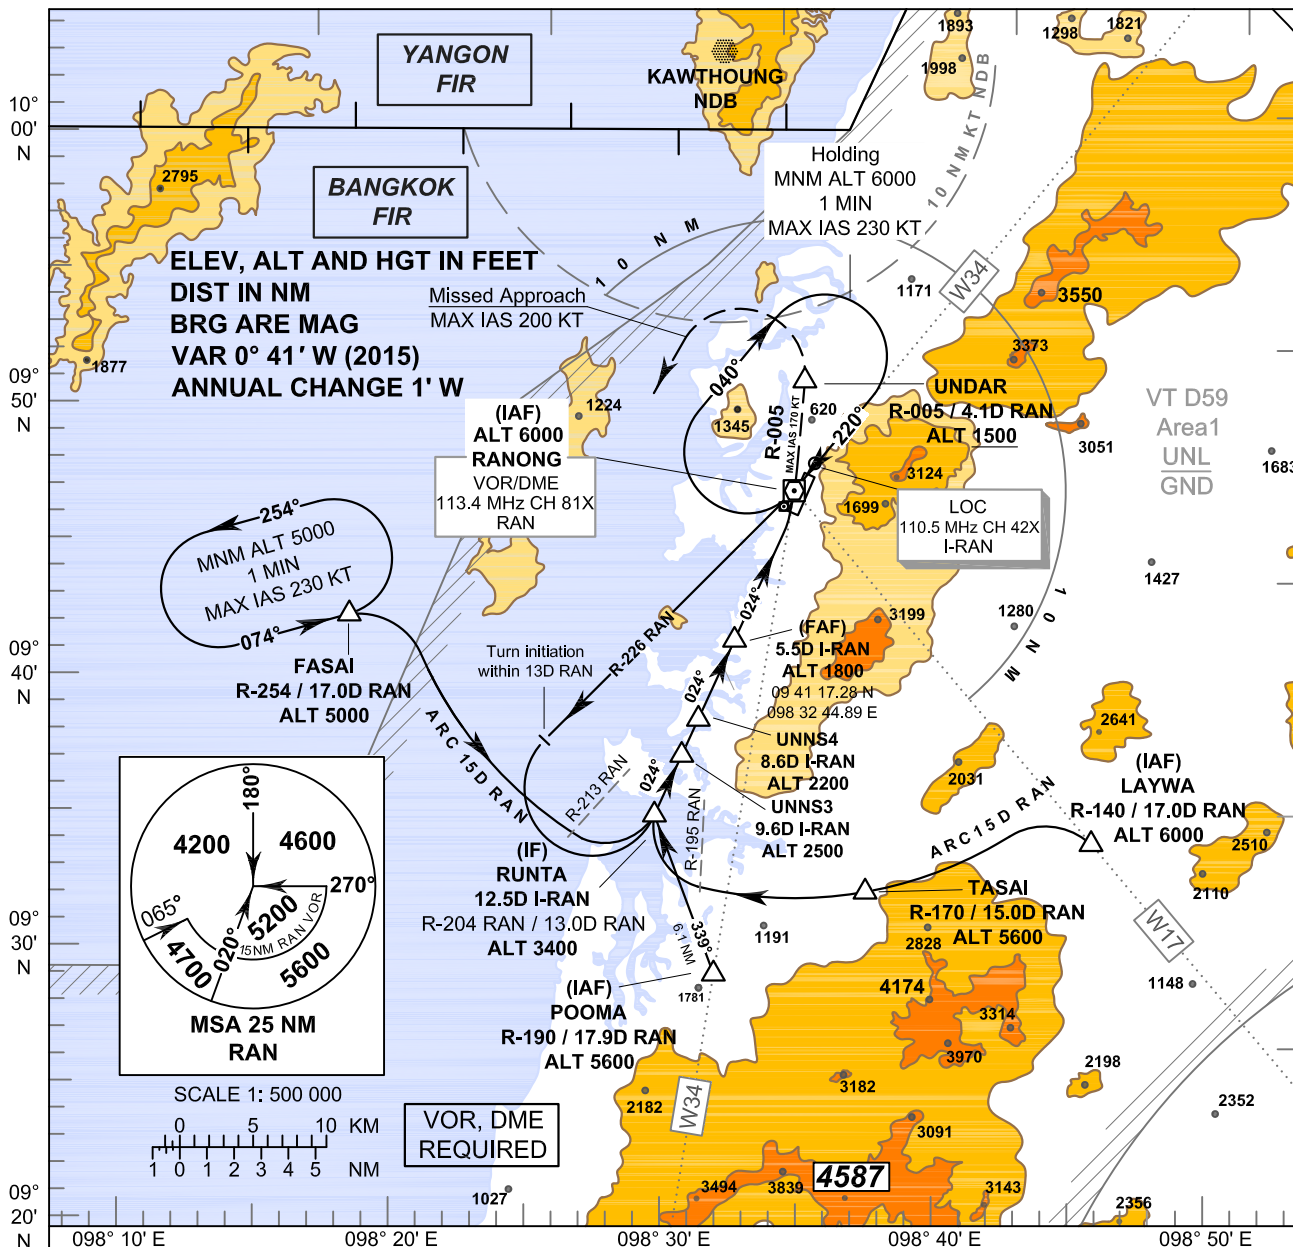 YANGON
FIR
KAWTHOUNG
NDB
1893
1298
1821
1998
10 NM KT NDB
10°
00'
N
2795
BANGKOK
FIR
Holding
MNM ALT 6000
1 MIN
MAX IAS 230 KT
ELEV, ALT AND HGT IN FEET
DIST IN NM
BRG ARE MAG
VAR 0° 41' W (2015)
ANNUAL CHANGE 1' W
10 NM
Missed Approach
MAX IAS 200 KT
1171
W34
3550
3373
1877
09°
50'
N
040°
UNDAR
R-005 / 4.1D RAN
ALT 1500
(IAF)
ALT 6000
RANONG
VOR/DME
113.4 MHz CH 81X
RAN
1224
1345
R-005
MAX IAS 170 KT
620
220°
3051
VT D59
Area1
UNL
GND
1683
3124
1699
LOC
110.5 MHz CH 42X
I-RAN
254°
MNM ALT 5000
1 MIN
MAX IAS 230 KT
074°
1427
1280
10 NM
3199
024°
R-226 RAN
(FAF)
5.5D I-RAN
ALT 1800
09 41 17.28 N
098 32 44.89 E
09°
40'
N
FASAI
R-254 / 17.0D RAN
ALT 5000
Turn initiation
within 13D RAN
024°
ARC 15D RAN
UNNS4
8.6D I-RAN
ALT 2200
2641
2031
(IAF)
LAYWA
R-140 / 17.0D RAN
ALT 6000
024°
R-213 RAN
R-195 RAN
UNNS3
9.6D I-RAN
ALT 2500
ARC 15D RAN
2510
2110
180°
4200
4600
270°
065°
5200
15NM RAN VOR
020°
4700
5600
MSA 25 NM
RAN
(IF)
RUNTA
12.5D I-RAN
R-204 RAN / 13.0D RAN
ALT 3400
TASAI
R-170 / 15.0D RAN
ALT 5600
09°
30'
N
339°
6.1 NM
1191
2828
W17
(IAF)
POOMA
R-190 / 17.9D RAN
ALT 5600
1781
4174
1148
3314
3970
SCALE 1: 500 000
0 5 10 KM
1 0 1 2 3 4 5 NM
VOR, DME
REQUIRED
2182
W34
3182
2198
2352
3091
1027
3494
3839
4587
3143
2356
09°
20'
N
098° 10' E
098° 20' E
098° 30' E
098° 40' E
098° 50' E